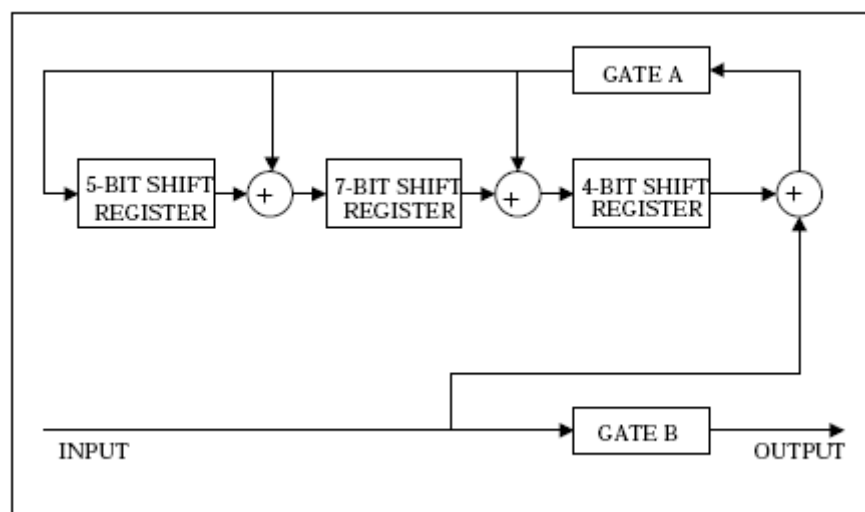 GATE A
5-BIT SHIFT
REGISTER
+
7-BIT SHIFT
REGISTER
+
4-BIT SHIFT
REGISTER
+
INPUT
GATE B
OUTPUT